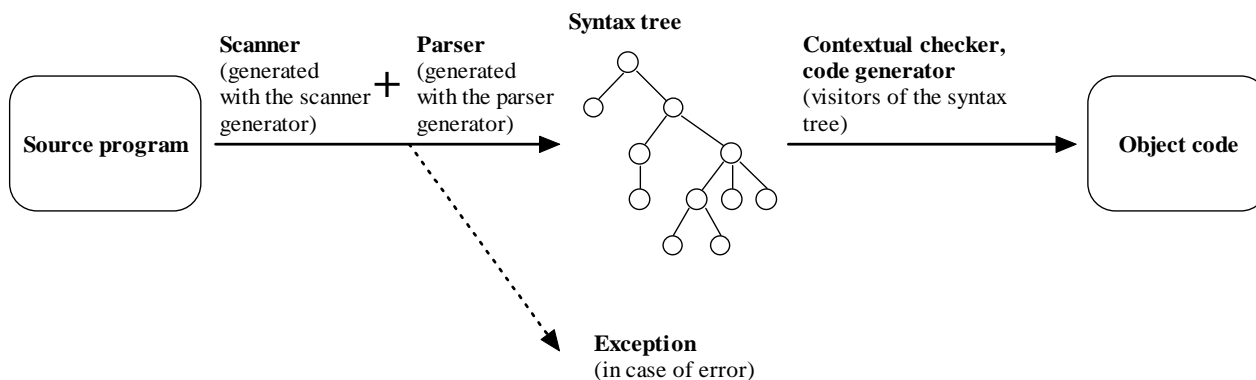 Source program
Scanner
(generated
with the scanner
generator)
+
Parser
(generated
with the parser
generator)
Syntax tree
Contextual checker,
code generator
(visitors of the syntax
tree)
Object code
Exception
(in case of error)